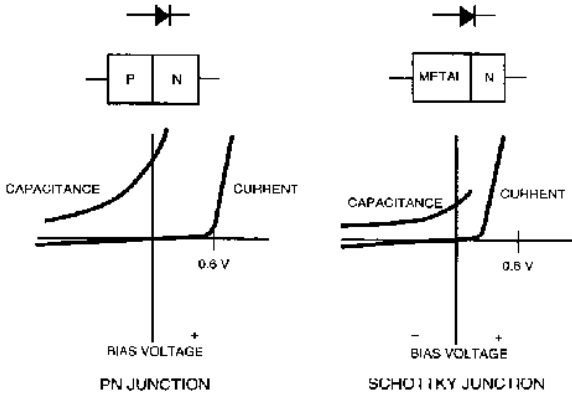 P N
METAL N
CAPACITANCE
CURRENT
0.6 V
+
BIAS VOLTAGE
PN JUNCTION
CAPACITANCE
CURRENT
0.6 V
− +
BIAS VOLTAGE
SCHOTTKY JUNCTION